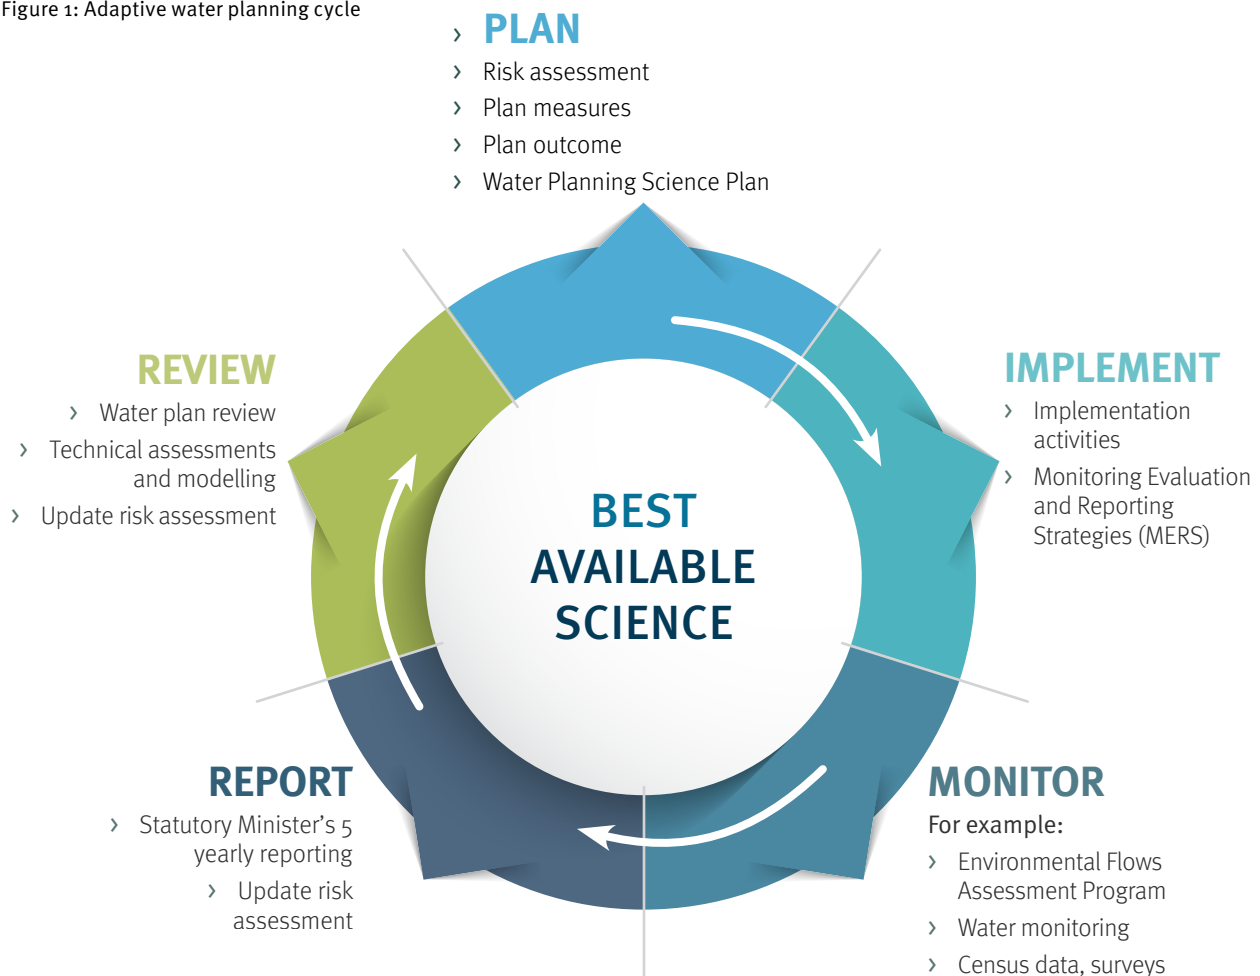 Figure 1: Adaptive water planning cycle
› PLAN
› Risk assessment
› Plan measures
› Plan outcome
› Water Planning Science Plan
IMPLEMENT
› Implementation
activities
› Monitoring Evaluation
and Reporting
Strategies (MERS)
MONITOR
For example:
› Environmental Flows
Assessment Program
› Water monitoring
› Census data, surveys
REPORT
› Statutory Minister’s 5
yearly reporting
› Update risk
assessment
REVIEW
› Water plan review
› Technical assessments
and modelling
› Update risk assessment
BEST
AVAILABLE
SCIENCE